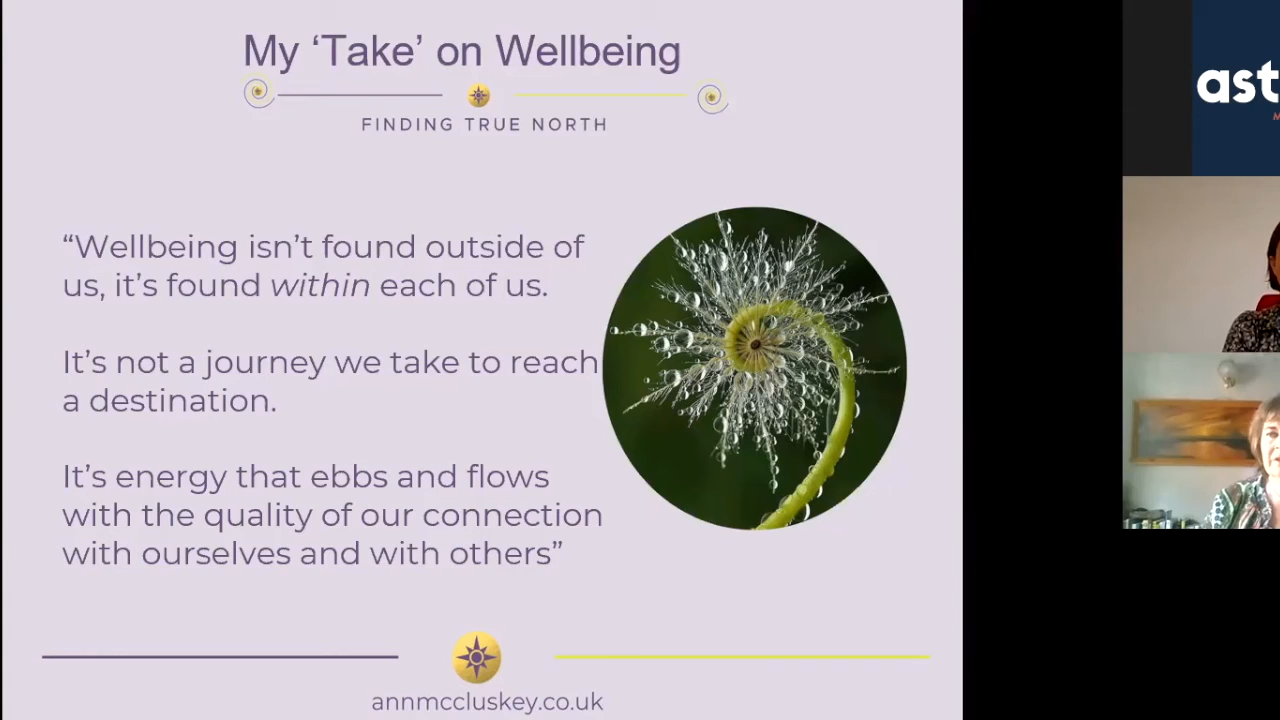 My ‘Take’ on Wellbeing
FINDING TRUE NORTH
“Wellbeing isn’t found outside of
us, it’s found within each of us.
It’s not a journey we take to reach
a destination.
It’s energy that ebbs and flows
with the quality of our connection
with ourselves and with others”
annmccluskey.co.uk
ast